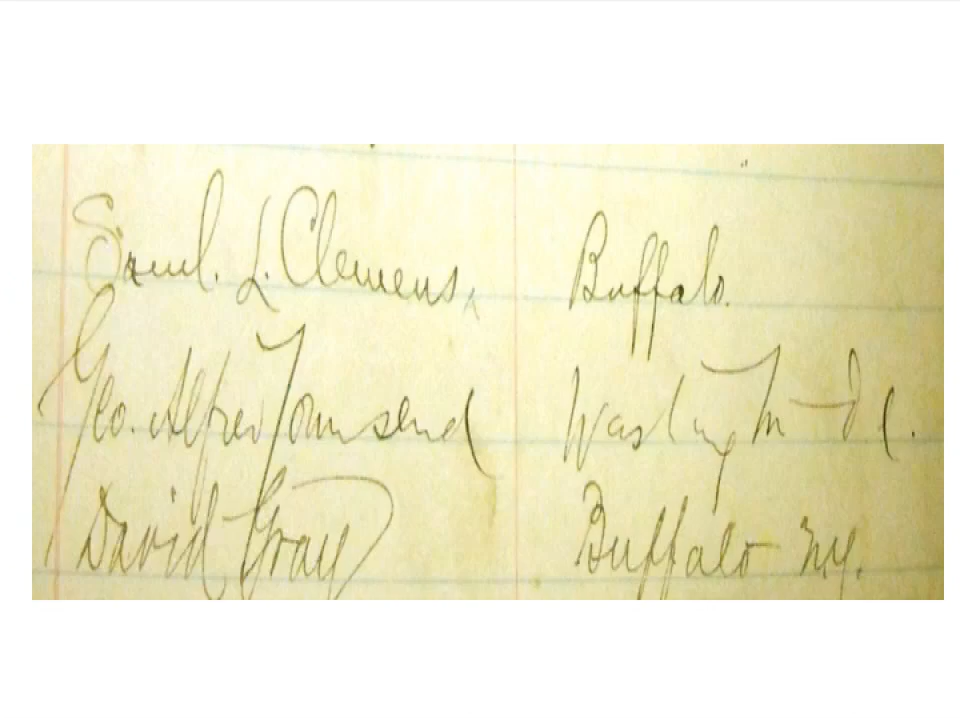 Saml. L. Clemens, Buffalo.
Geo. Alfred Townsend Washington D C.
David Gray Buffalo N.Y.